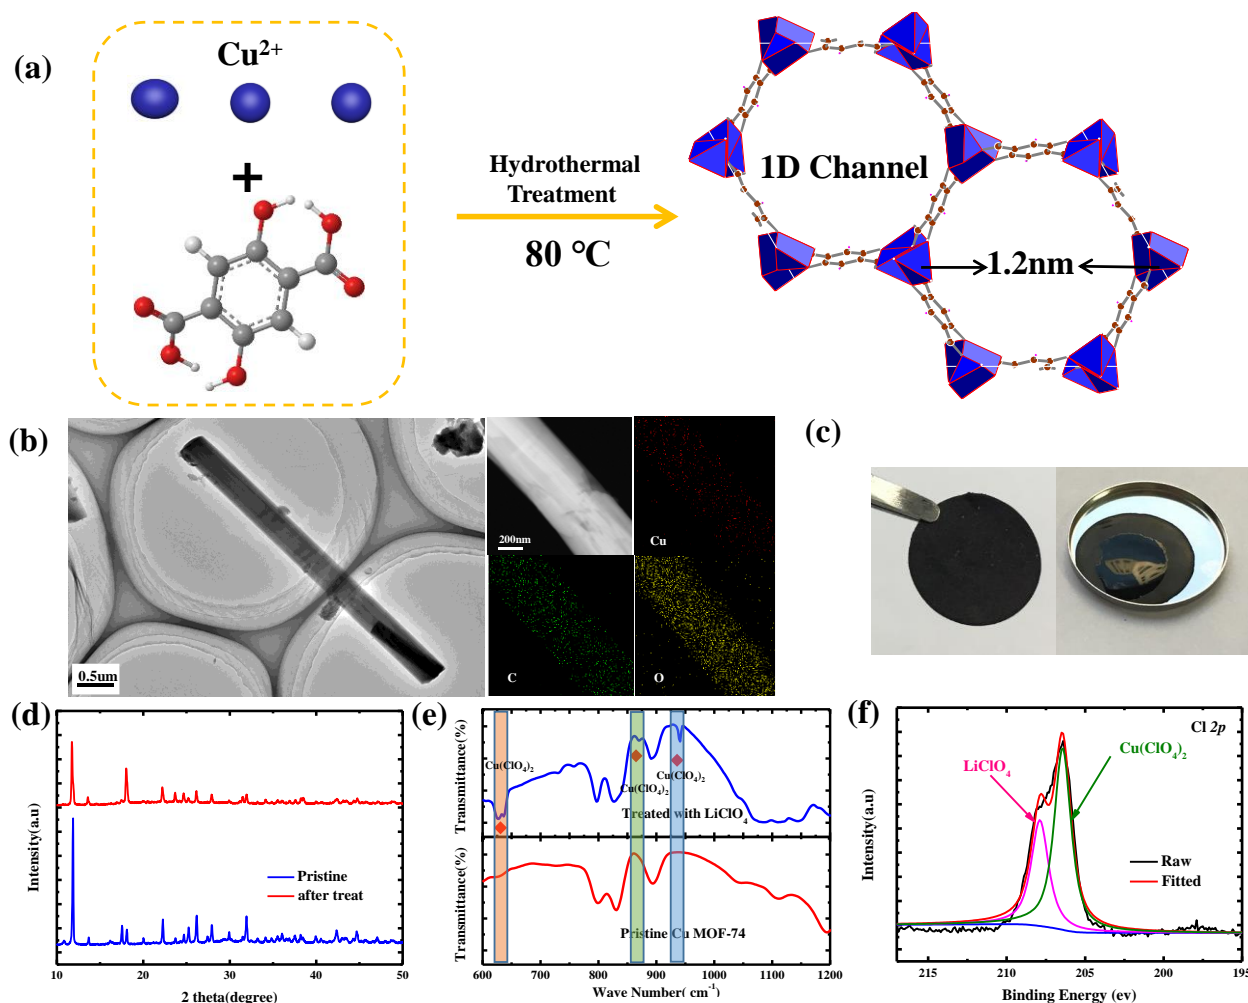 (a)
Cu²⁺
+
Hydrothermal
Treatment
80 °C
1D Channel
1.2nm
(b)
0.5um
200nm
Cu
C
O
(c)
(d)
Intensity(a.u)
Pristine
after treat
10
20
30
40
50
2 theta(degree)
(e)
Transmittance(%)
Cu(ClO₄)₂
Cu(ClO₄)₂
Cu(ClO₄)₂
Treated with LiClO₄
Transmittance(%)
Pristine Cu MOF-74
600
700
800
900
1000
1100
1200
Wave Number( cm⁻¹)
(f)
Cl 2p
LiClO₄
Cu(ClO₄)₂
Intensity(a.u)
Raw
Fitted
215
210
205
200
195
Binding Energy (ev)